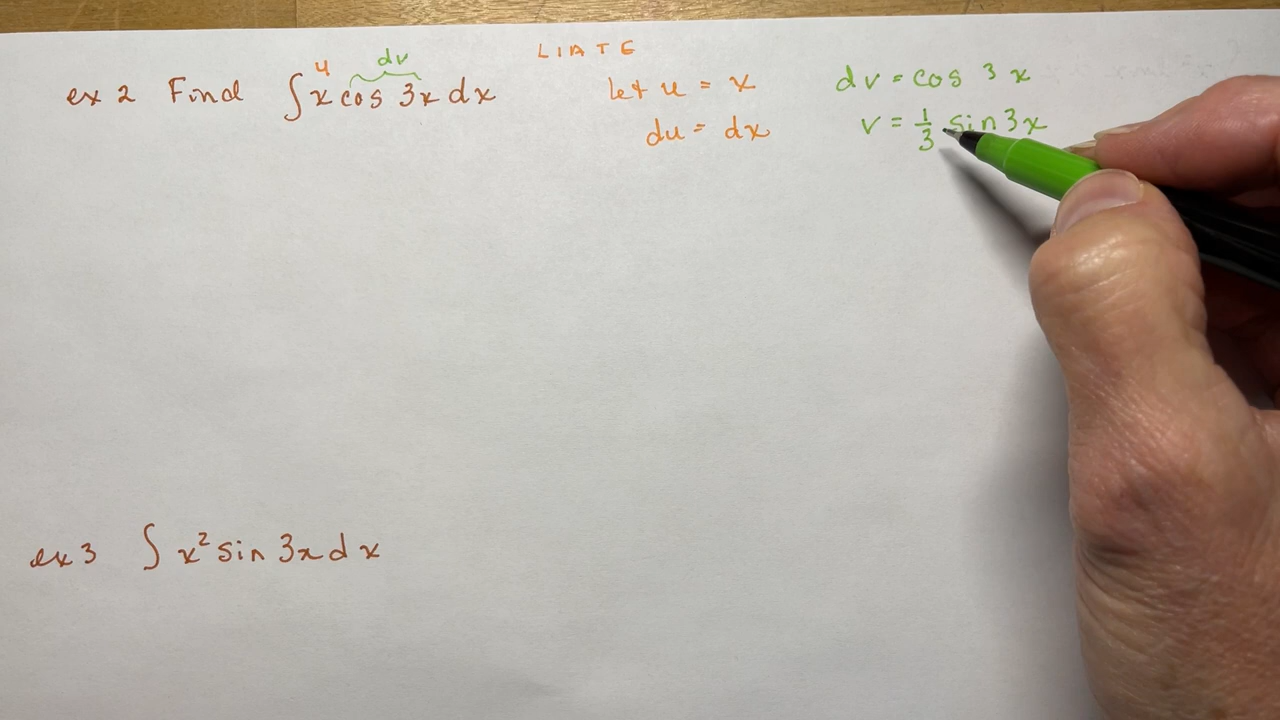 LIATE
u dv
ex 2 Find ∫ x cos 3x dx let u = x dv = cos 3x
du = dx v = 1/3 sin 3x
ex 3 ∫ x² sin 3x dx